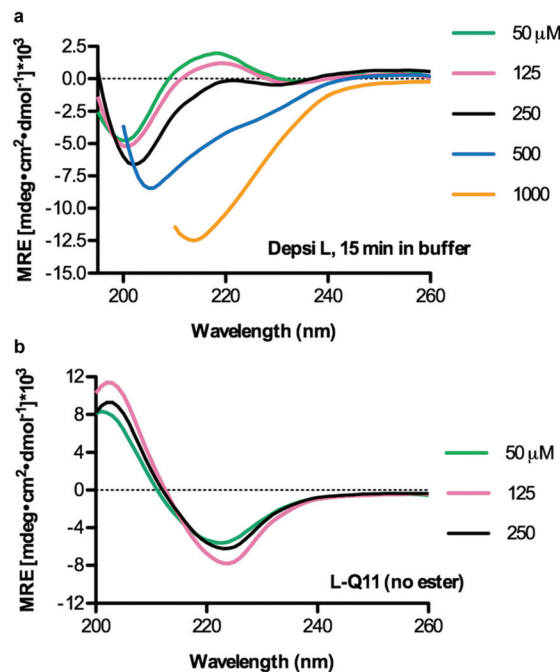 a
MRE [mdeg•cm²•dmol⁻¹]*10³
2.5
0.0
-2.5
-5.0
-7.5
-10.0
-12.5
-15.0
200
220
240
260
Wavelength (nm)
Depsi L, 15 min in buffer
50 μM
125
250
500
1000
b
MRE [mdeg•cm²•dmol⁻¹]*10³
12
8
4
0
-4
-8
-12
200
220
240
260
Wavelength (nm)
L-Q11 (no ester)
50 μM
125
250